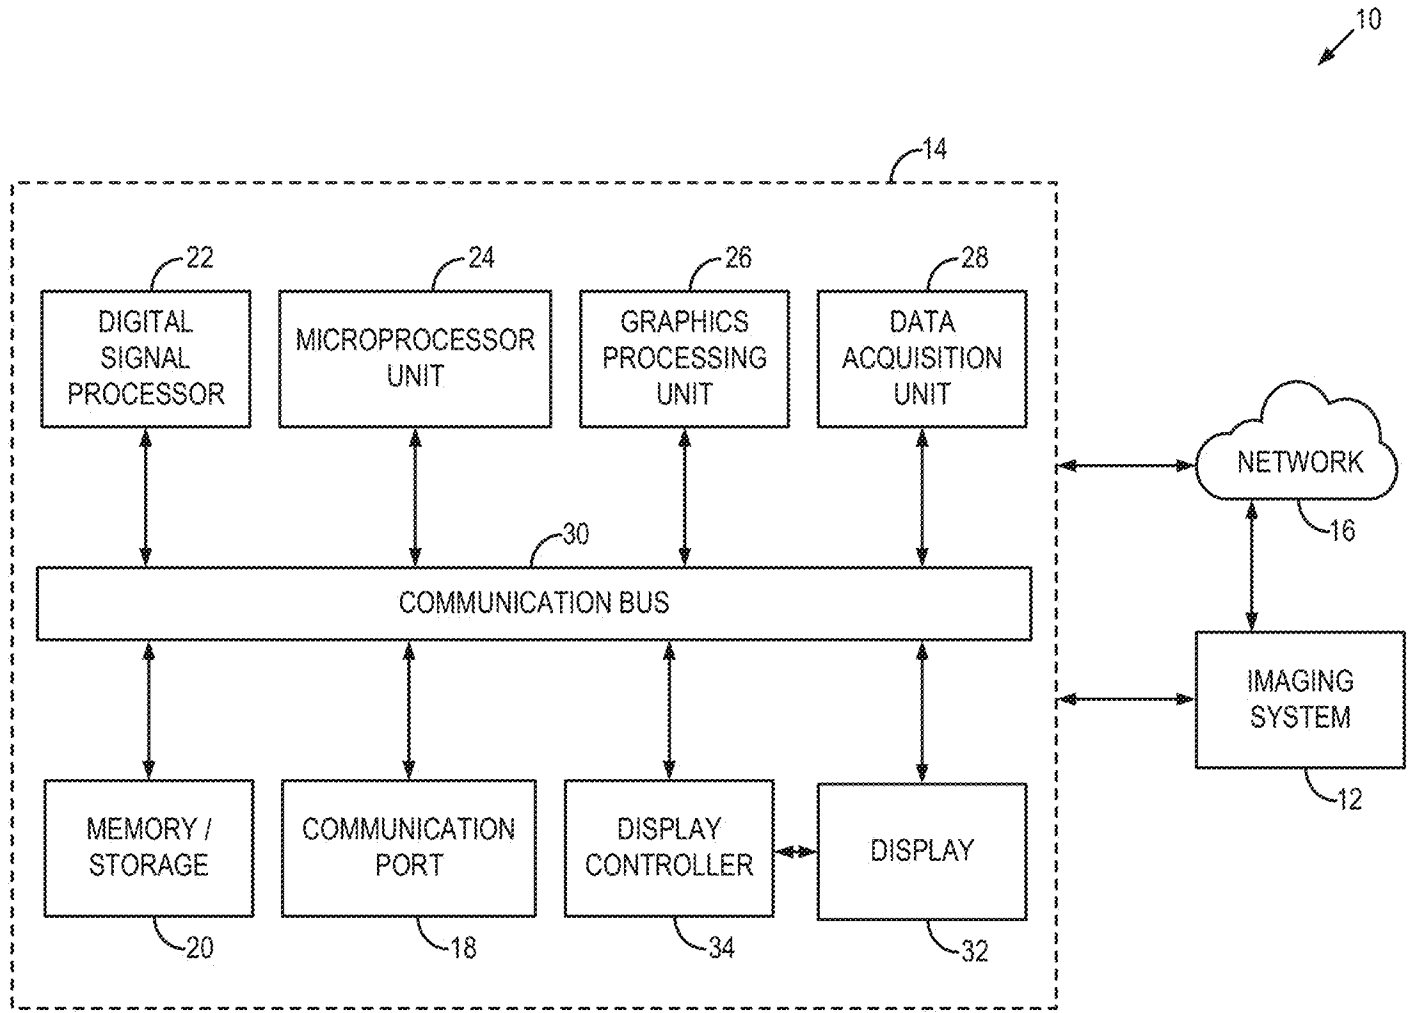 10
14
22
24
26
28
DIGITAL
SIGNAL
PROCESSOR
MICROPROCESSOR
UNIT
GRAPHICS
PROCESSING
UNIT
DATA
ACQUISITION
UNIT
NETWORK
16
30
COMMUNICATION BUS
IMAGING
SYSTEM
12
MEMORY /
STORAGE
COMMUNICATION
PORT
DISPLAY
CONTROLLER
DISPLAY
20
18
34
32